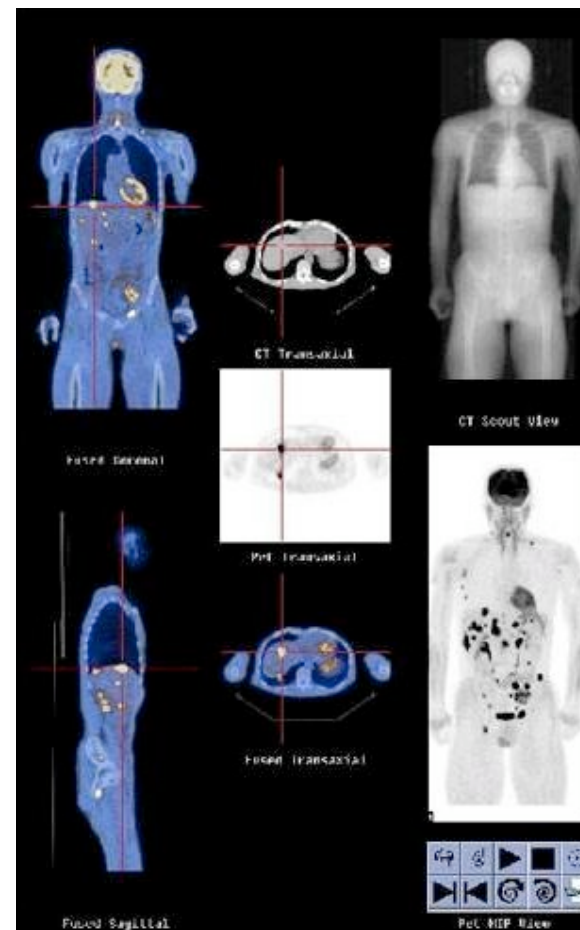 CT Transaxial
CT Scout View
Fused Coronal
Pet Transaxial
Fused Transaxial
Fused Sagittal
Pet MIP View